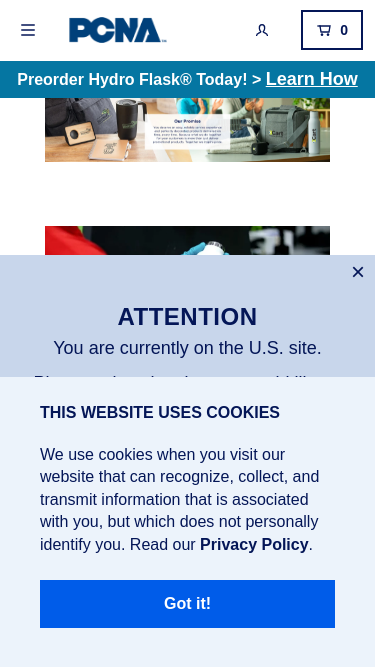 PCNA
0
Preorder Hydro Flask® Today! > Learn How
Our Promise
ATTENTION
You are currently on the U.S. site.
THIS WEBSITE USES COOKIES
We use cookies when you visit our
website that can recognize, collect, and
transmit information that is associated
with you, but which does not personally
identify you. Read our Privacy Policy.
Got it!